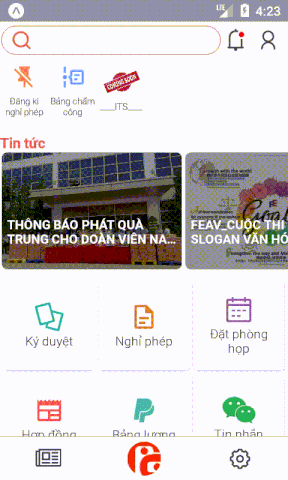 LTE 4:23
Đăng kí
nghỉ phép
Bảng chấm
công
COMING SOON
ITS
Tin tức
THÔNG BÁO PHÁT QUÀ
TRUNG CHO ĐOÀN VIÊN NA...
FEAV_CUỘC THI
SLOGAN VĂN HÓ
Ký duyệt
Nghỉ phép
Đặt phòng
họp
Hợp đồng
Bảng lương
Tin nhắn